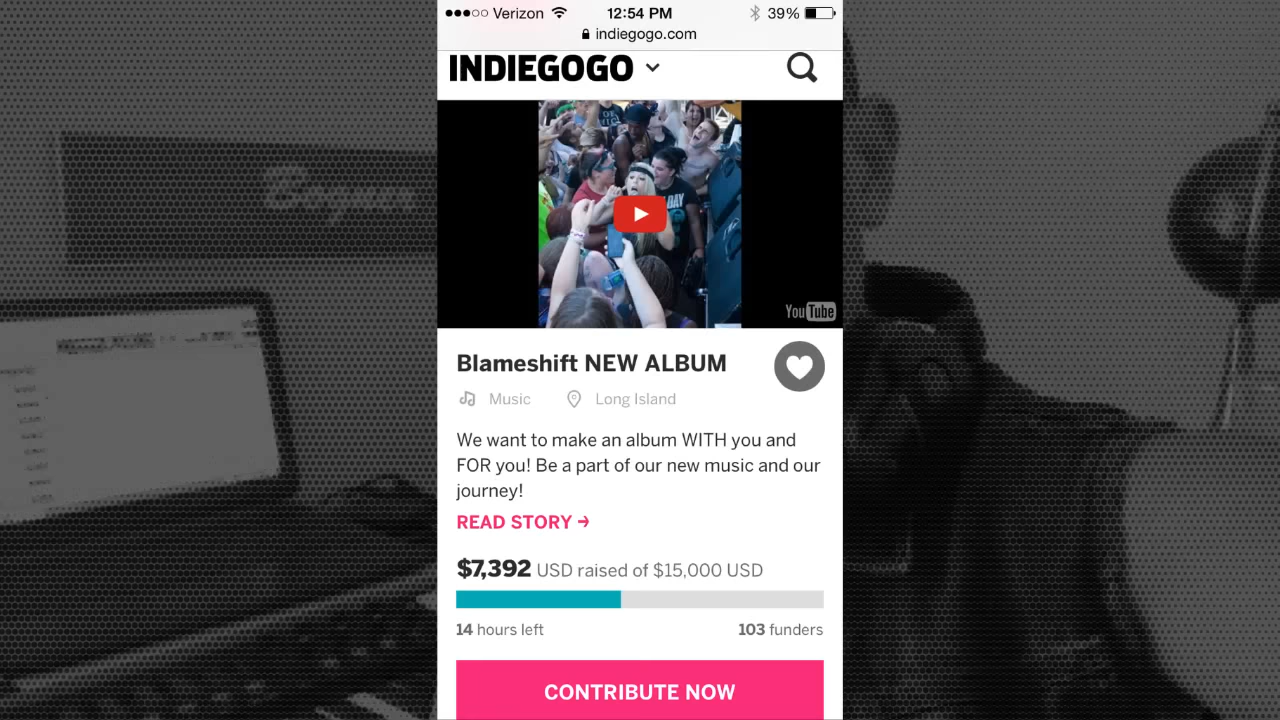 Verizon 12:54 PM 39%
indiegogo.com
INDIEGOGO
YouTube
Blameshift NEW ALBUM
Music Long Island
We want to make an album WITH you and
FOR you! Be a part of our new music and our
journey!
READ STORY →
$7,392 USD raised of $15,000 USD
14 hours left 103 funders
CONTRIBUTE NOW